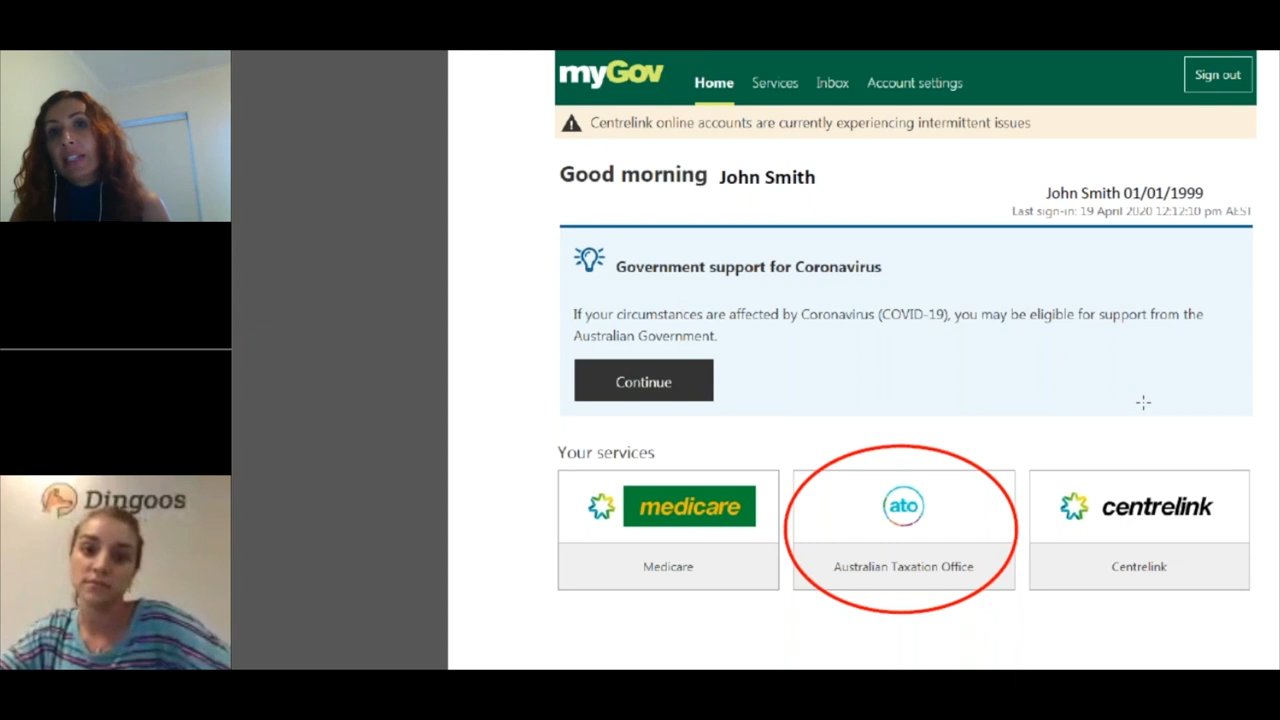 Dingoos
myGov
Home Services Inbox Account settings
Sign out
Centrelink online accounts are currently experiencing intermittent issues
Good morning John Smith
John Smith 01/01/1999
Last sign-in: 19 April 2020 12:12:10 pm AEST
Government support for Coronavirus
If your circumstances are affected by Coronavirus (COVID-19), you may be eligible for support from the
Australian Government.
Continue
Your services
medicare
ato
centrelink
Medicare
Australian Taxation Office
Centrelink